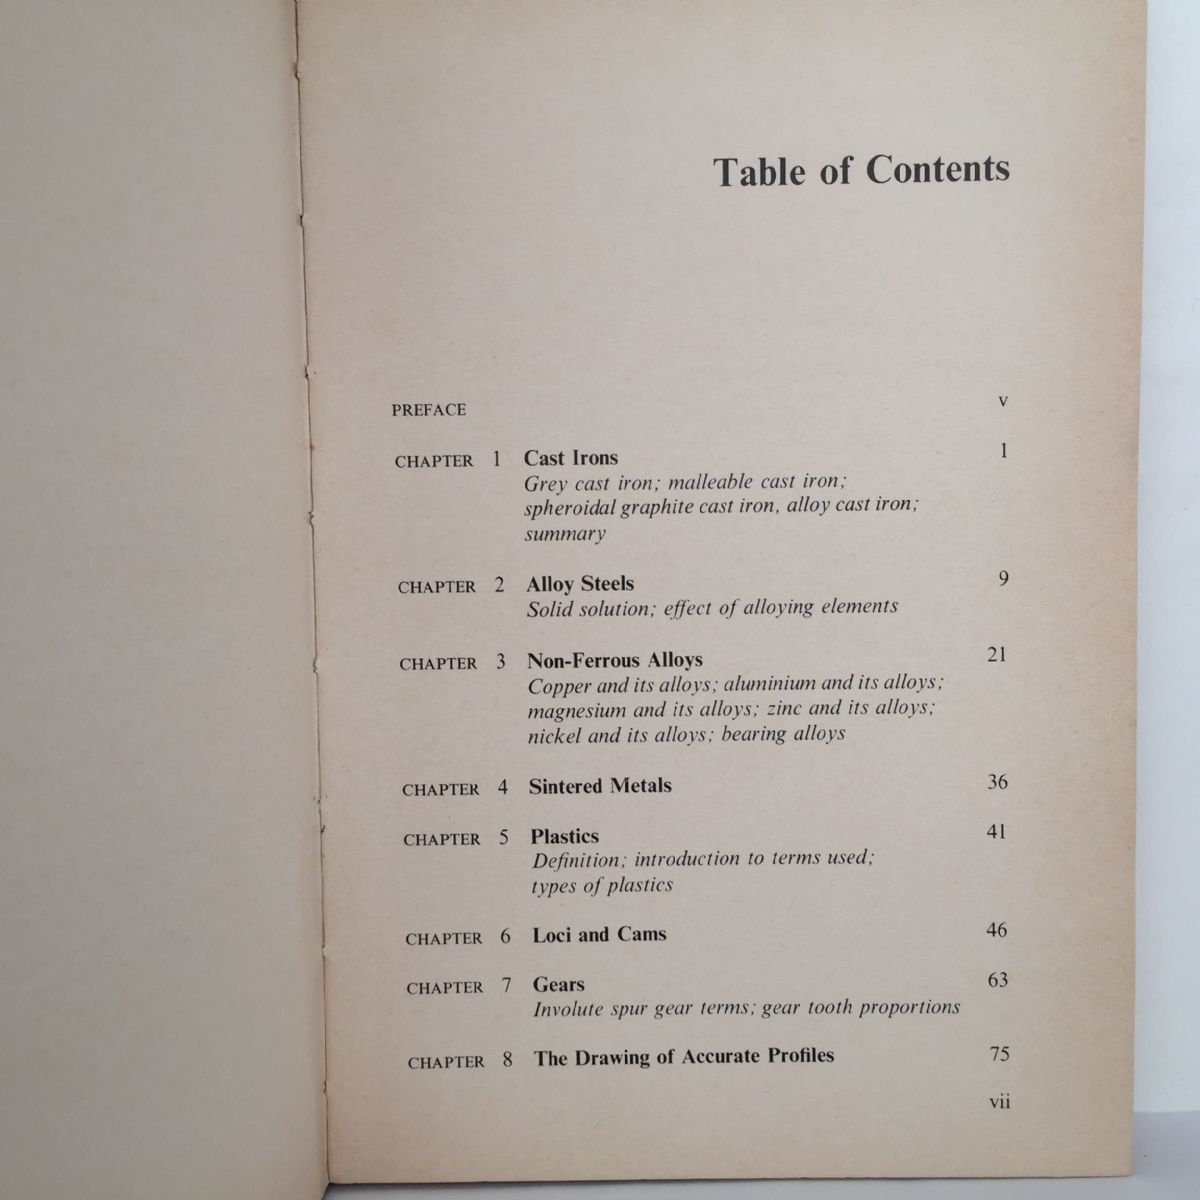 Table of Contents
PREFACE v
CHAPTER 1 Cast Irons 1
Grey cast iron; malleable cast iron;
spheroidal graphite cast iron, alloy cast iron;
summary
CHAPTER 2 Alloy Steels 9
Solid solution; effect of alloying elements
CHAPTER 3 Non-Ferrous Alloys 21
Copper and its alloys; aluminium and its alloys;
magnesium and its alloys; zinc and its alloys;
nickel and its alloys; bearing alloys
CHAPTER 4 Sintered Metals 36
CHAPTER 5 Plastics 41
Definition; introduction to terms used;
types of plastics
CHAPTER 6 Loci and Cams 46
CHAPTER 7 Gears 63
Involute spur gear terms; gear tooth proportions
CHAPTER 8 The Drawing of Accurate Profiles 75
vii